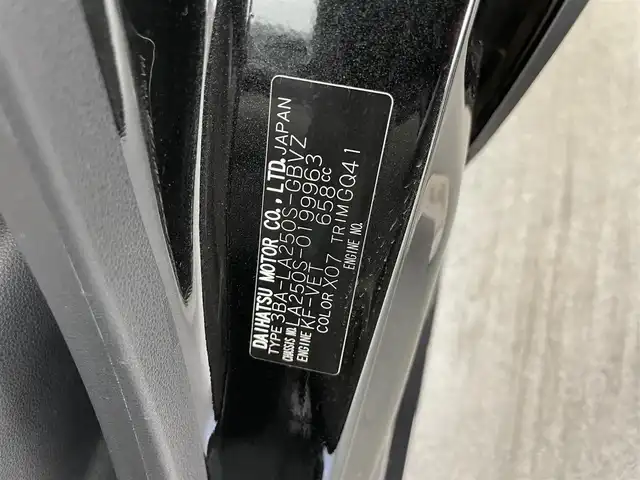 DAIHATSU MOTOR CO., LTD. JAPAN
TYPE 3BA-LA250S-GBVZ
CHASSIS NO. LA250S-0199963
ENGINE KF-VET 658CC
COLOR X07 TRIM GQ41
ENGINE NO.